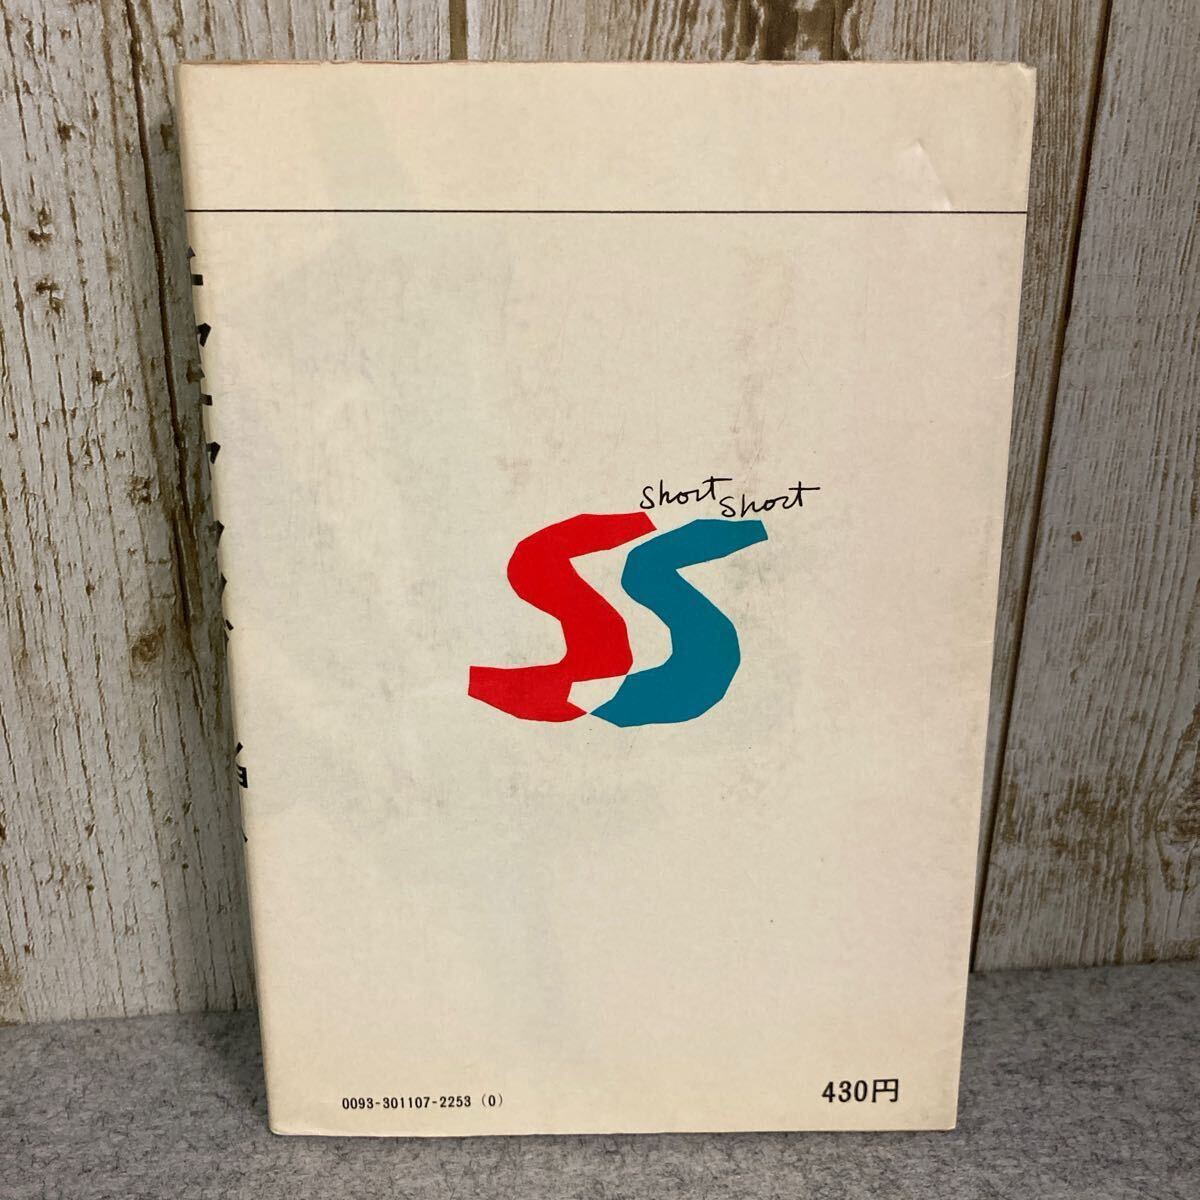 short short
SS
0093-301107-2253 (0)
430円